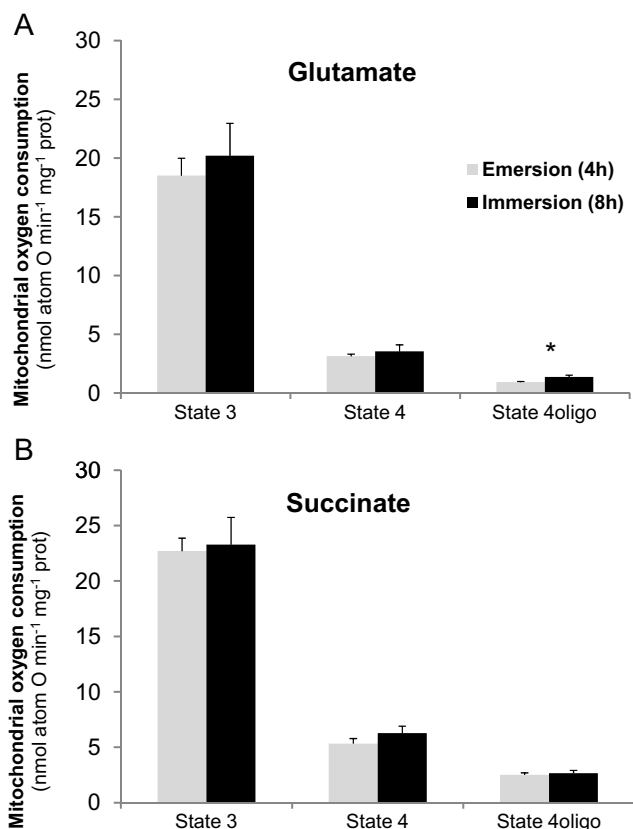 A
Glutamate
Mitochondrial oxygen consumption
(nmol atom O min⁻¹ mg⁻¹ prot)
30
25
20
15
10
5
0
Emersion (4h)
Immersion (8h)
*
State 3 State 4 State 4oligo
B
Succinate
Mitochondrial oxygen consumption
(nmol atom O min⁻¹ mg⁻¹ prot)
30
25
20
15
10
5
0
State 3 State 4 State 4oligo